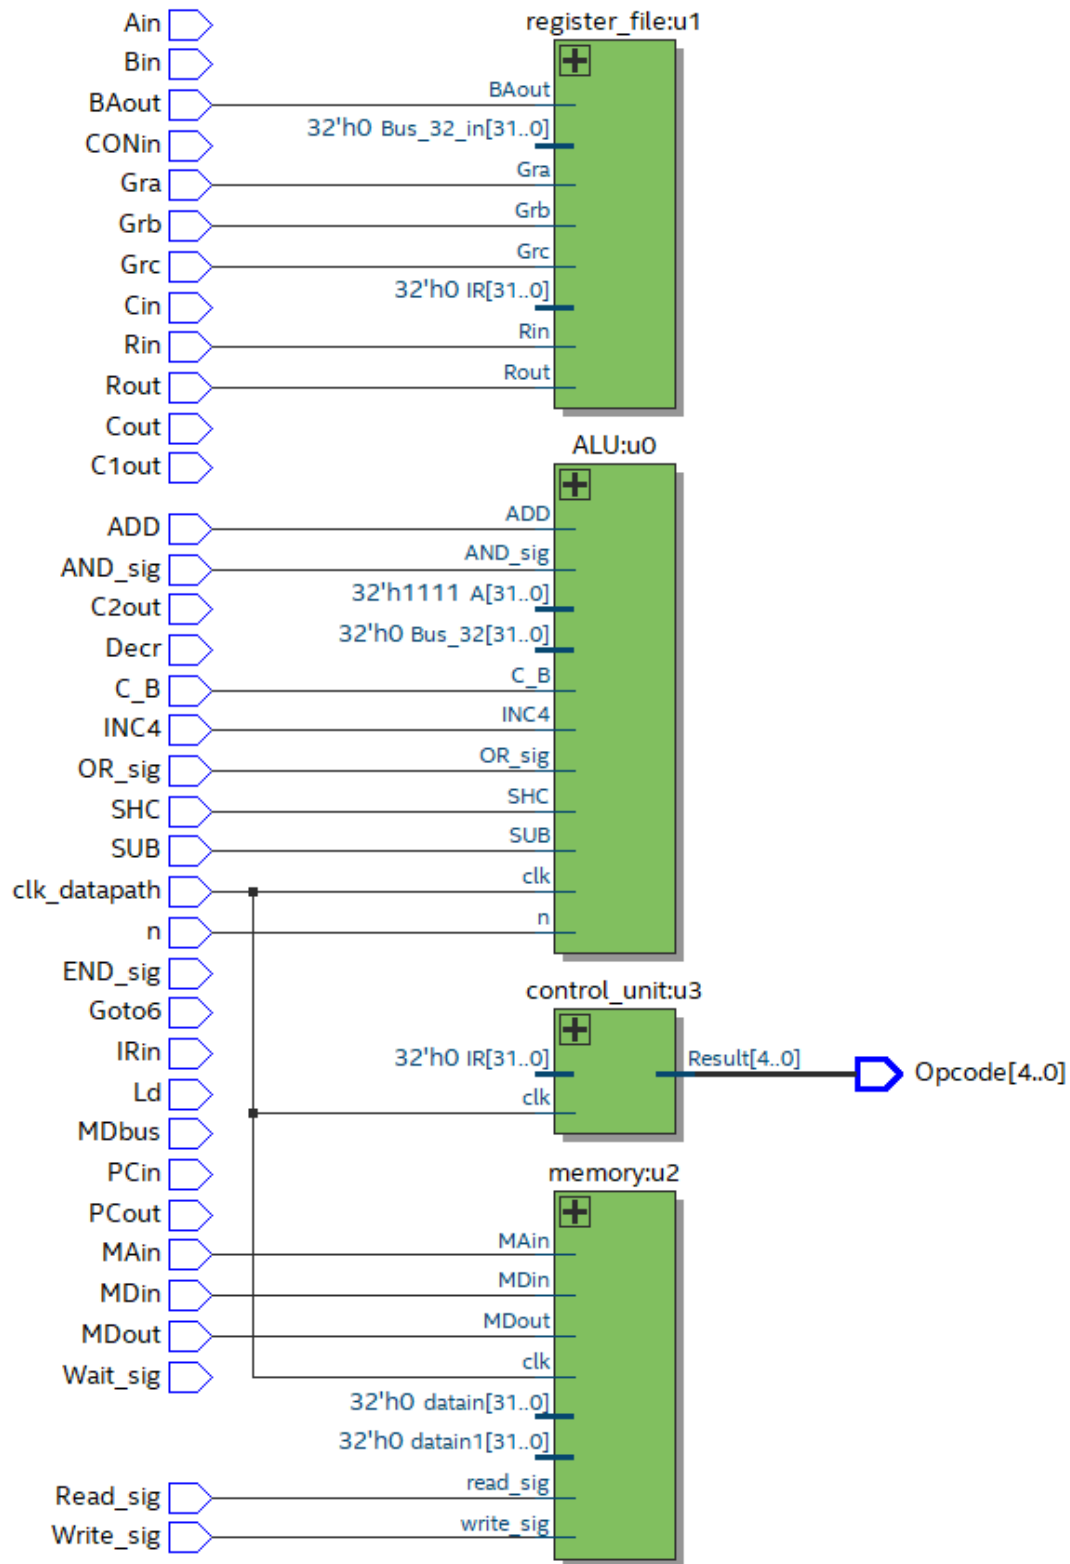 Ain
register_file:u1
Bin
BAout
BAout
32'h0 Bus_32_in[31..0]
CONin
Gra
Gra
Grb
Grb
Grc
Grc
32'h0 IR[31..0]
Cin
Rin
Rin
Rout
Rout
Cout
ALU:u0
C1out
ADD
ADD
AND_sig
AND_sig
32'h1111 A[31..0]
C2out
32'h0 Bus_32[31..0]
Decr
C_B
C_B
INC4
INC4
OR_sig
OR_sig
SHC
SHC
SUB
SUB
clk_datapath
clk
n
n
END_sig
control_unit:u3
Goto6
IRin
32'h0 IR[31..0]
Result[4..0]
Opcode[4..0]
Ld
clk
MDbus
PCin
memory:u2
PCout
MAin
MAin
MDin
MDin
MDout
MDout
Wait_sig
clk
32'h0 datain[31..0]
32'h0 datain1[31..0]
Read_sig
read_sig
Write_sig
write_sig